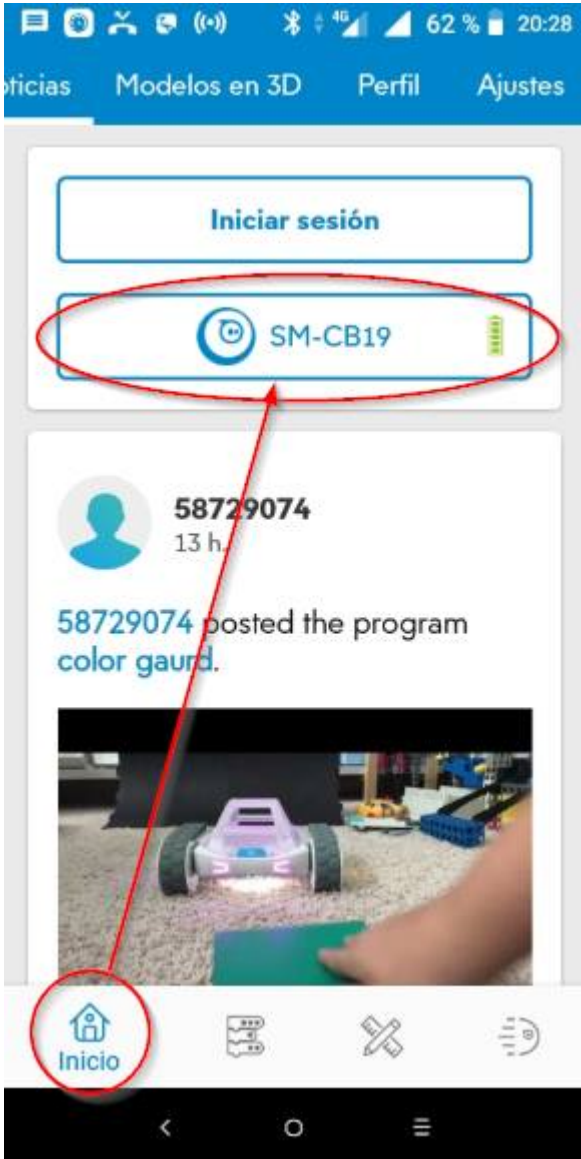 4G 62 % 20:28
oticias Modelos en 3D Perfil Ajustes
Iniciar sesión
SM-CB19
58729074
13 h.
58729074 posted the program
color gaurd.
Inicio